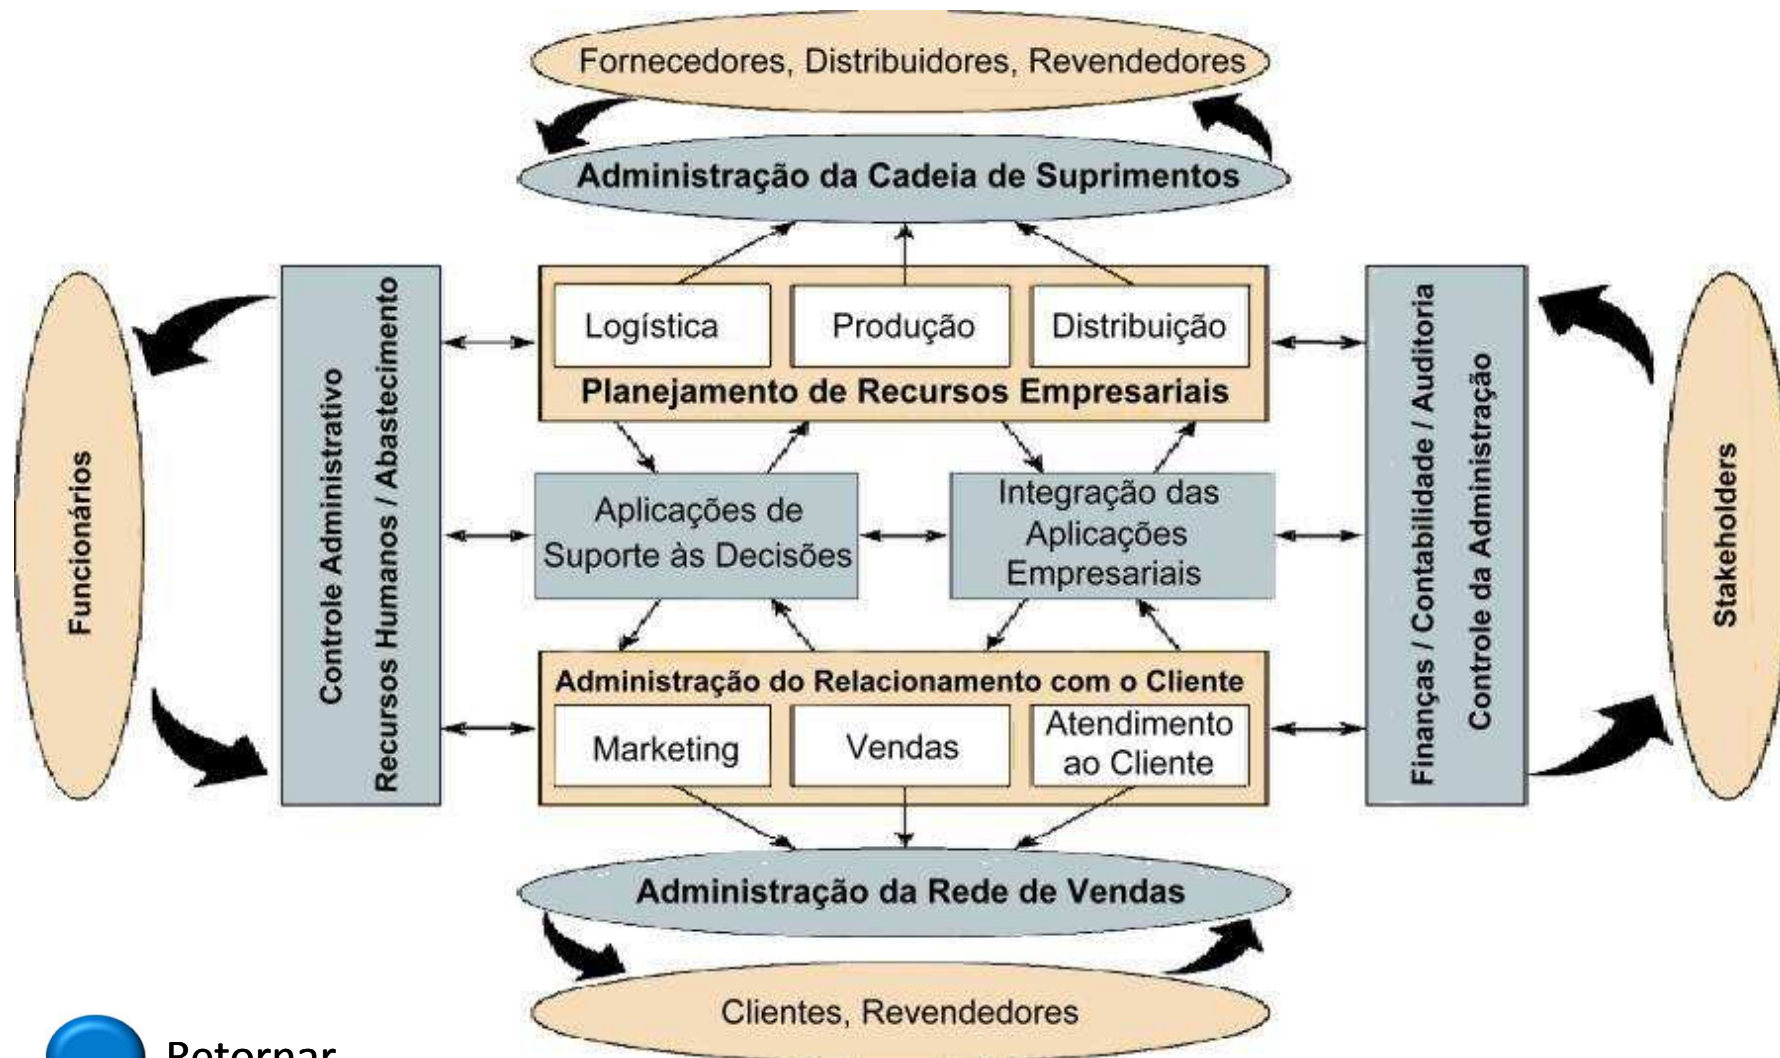 Fornecedores, Distribuidores, Revendedores
Administração da Cadeia de Suprimentos
Funcionários
Controle Administrativo
Recursos Humanos / Abastecimento
Logística
Produção
Distribuição
Planejamento de Recursos Empresariais
Aplicações de
Suporte às Decisões
Integração das
Aplicações
Empresariais
Administração do Relacionamento com o Cliente
Marketing
Vendas
Atendimento
ao Cliente
Finanças / Contabilidade / Auditoria
Controle da Administração
Stakeholders
Administração da Rede de Vendas
Clientes, Revendedores
Retornar